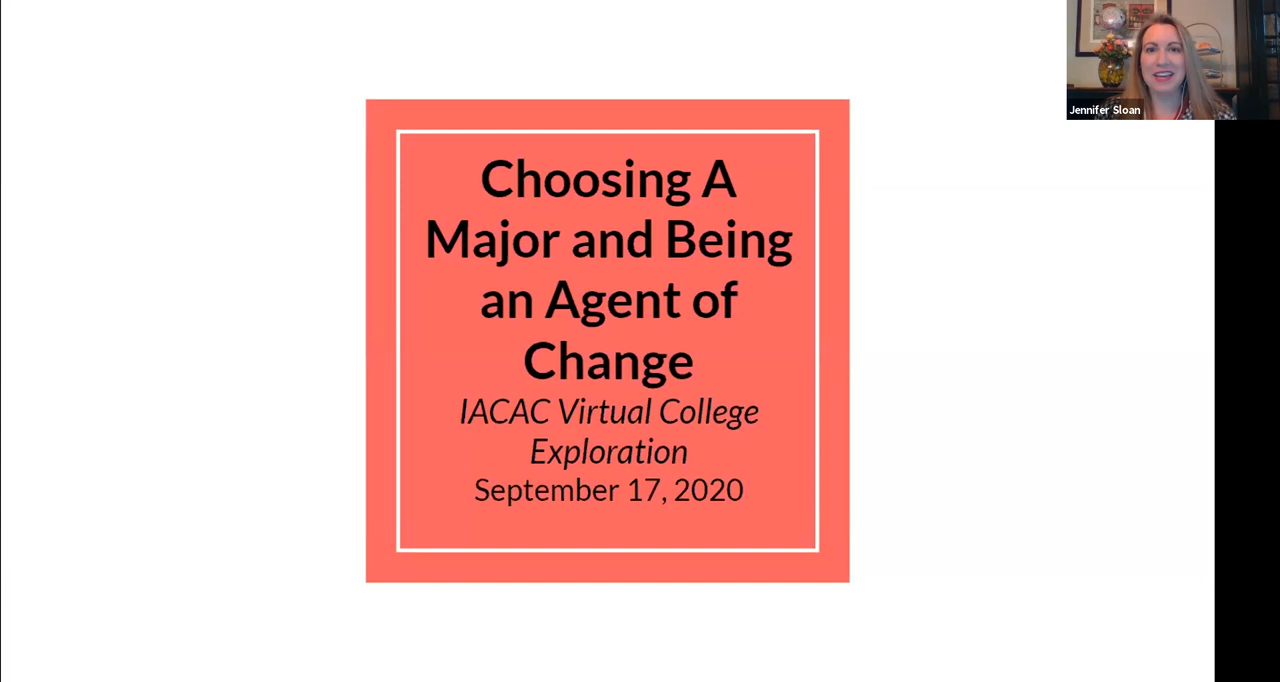 Jennifer Sloan
Choosing A
Major and Being
an Agent of
Change
IACAC Virtual College
Exploration
September 17, 2020